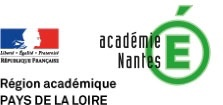 Liberté • Égalité • Fraternité
RÉPUBLIQUE FRANÇAISE
académie
Nantes
É
Région académique
PAYS DE LA LOIRE